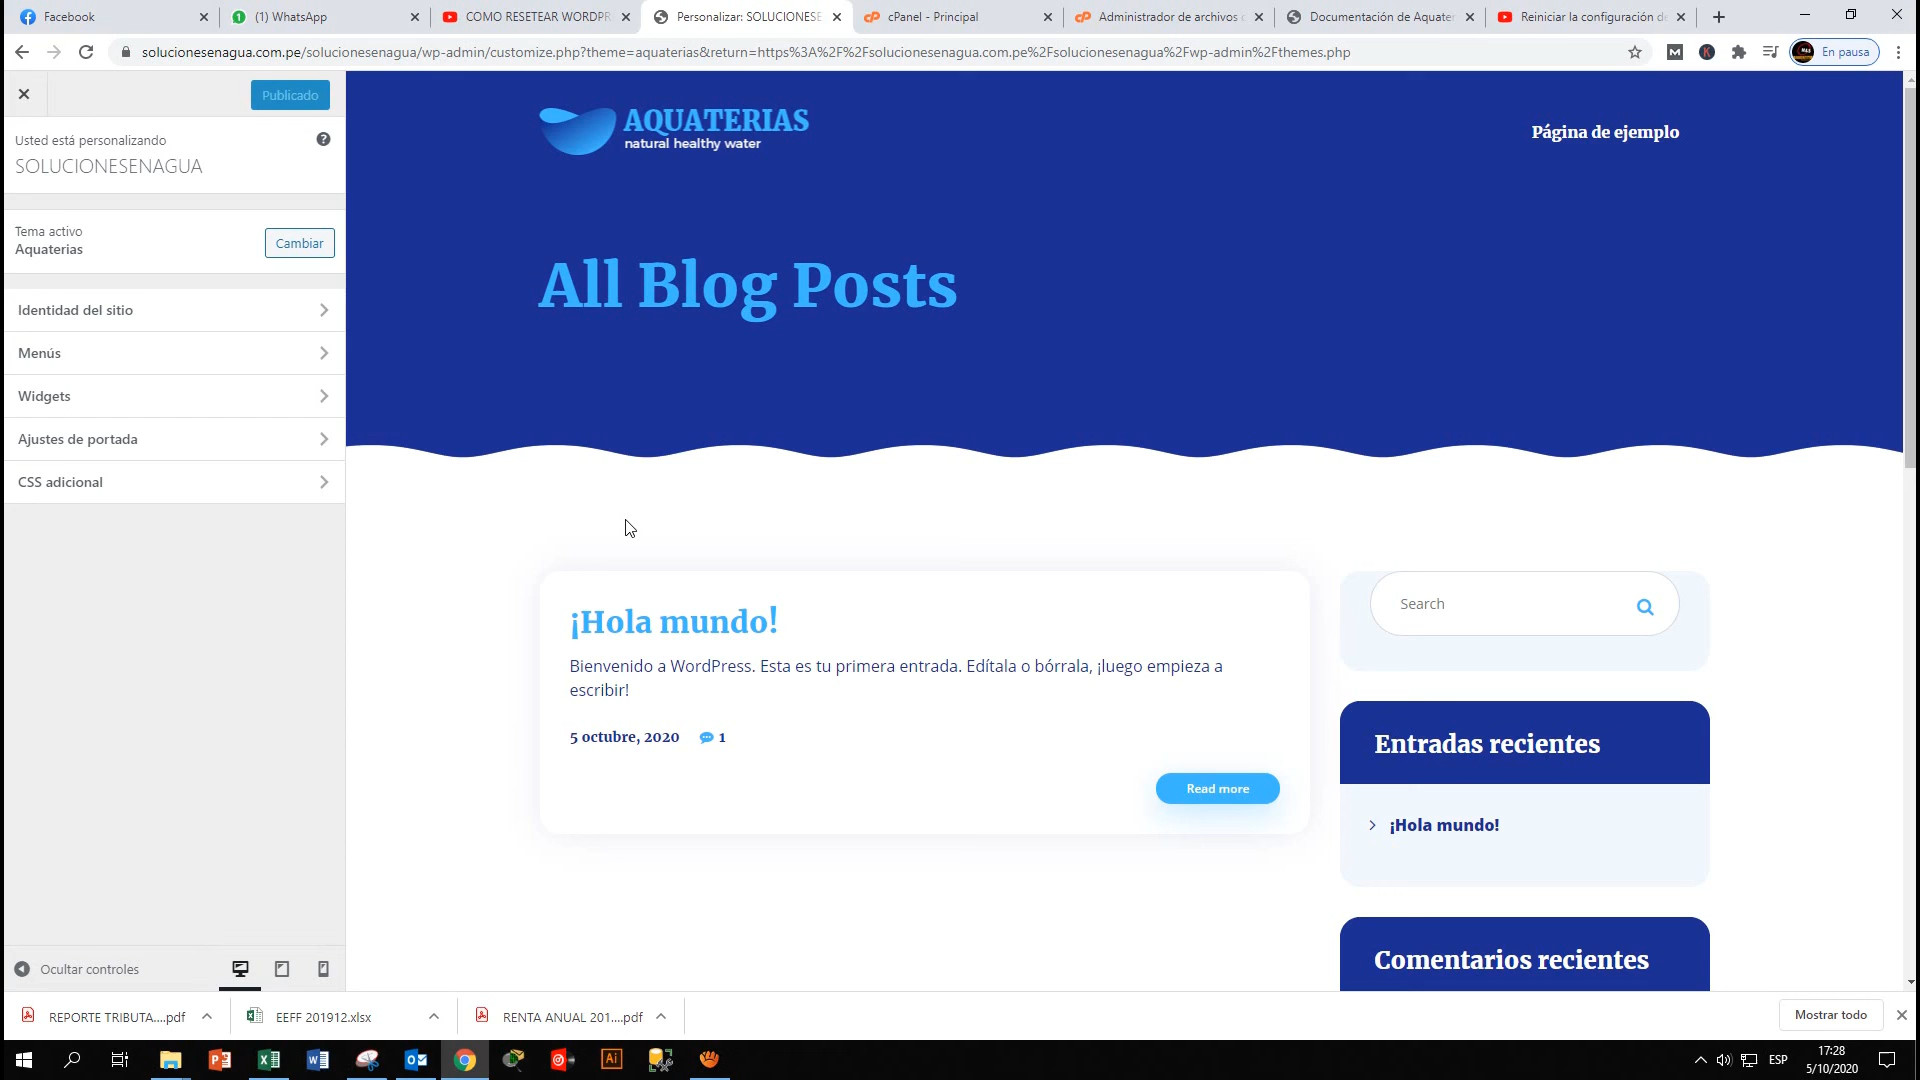 Facebook
(1) WhatsApp
COMO RESETEAR WORDPR
Personalizar: SOLUCIONESE
cPanel - Principal
Administrador de archivos c
Documentación de Aquater
Reiniciar la configuración de
solucionesenagua.com.pe/solucionesenagua/wp-admin/customize.php?theme=aquaterias&return=https%3A%2F%2Fsolucionesenagua.com.pe%2Fsolucionesenagua%2Fwp-admin%2Fthemes.php
En pausa
Publicado
Usted está personalizando
SOLUCIONESENAGUA
Tema activo
Aquaterias
Cambiar
Identidad del sitio
Menús
Widgets
Ajustes de portada
CSS adicional
Ocultar controles
AQUATERIAS
natural healthy water
Página de ejemplo
All Blog Posts
¡Hola mundo!
Bienvenido a WordPress. Esta es tu primera entrada. Edítala o bórrala, ¡luego empieza a
escribir!
5 octubre, 2020
1
Read more
Search
Entradas recientes
¡Hola mundo!
Comentarios recientes
REPORTE TRIBUTA....pdf
EEFF 201912.xlsx
RENTA ANUAL 201....pdf
Mostrar todo
ESP
17:28
5/10/2020